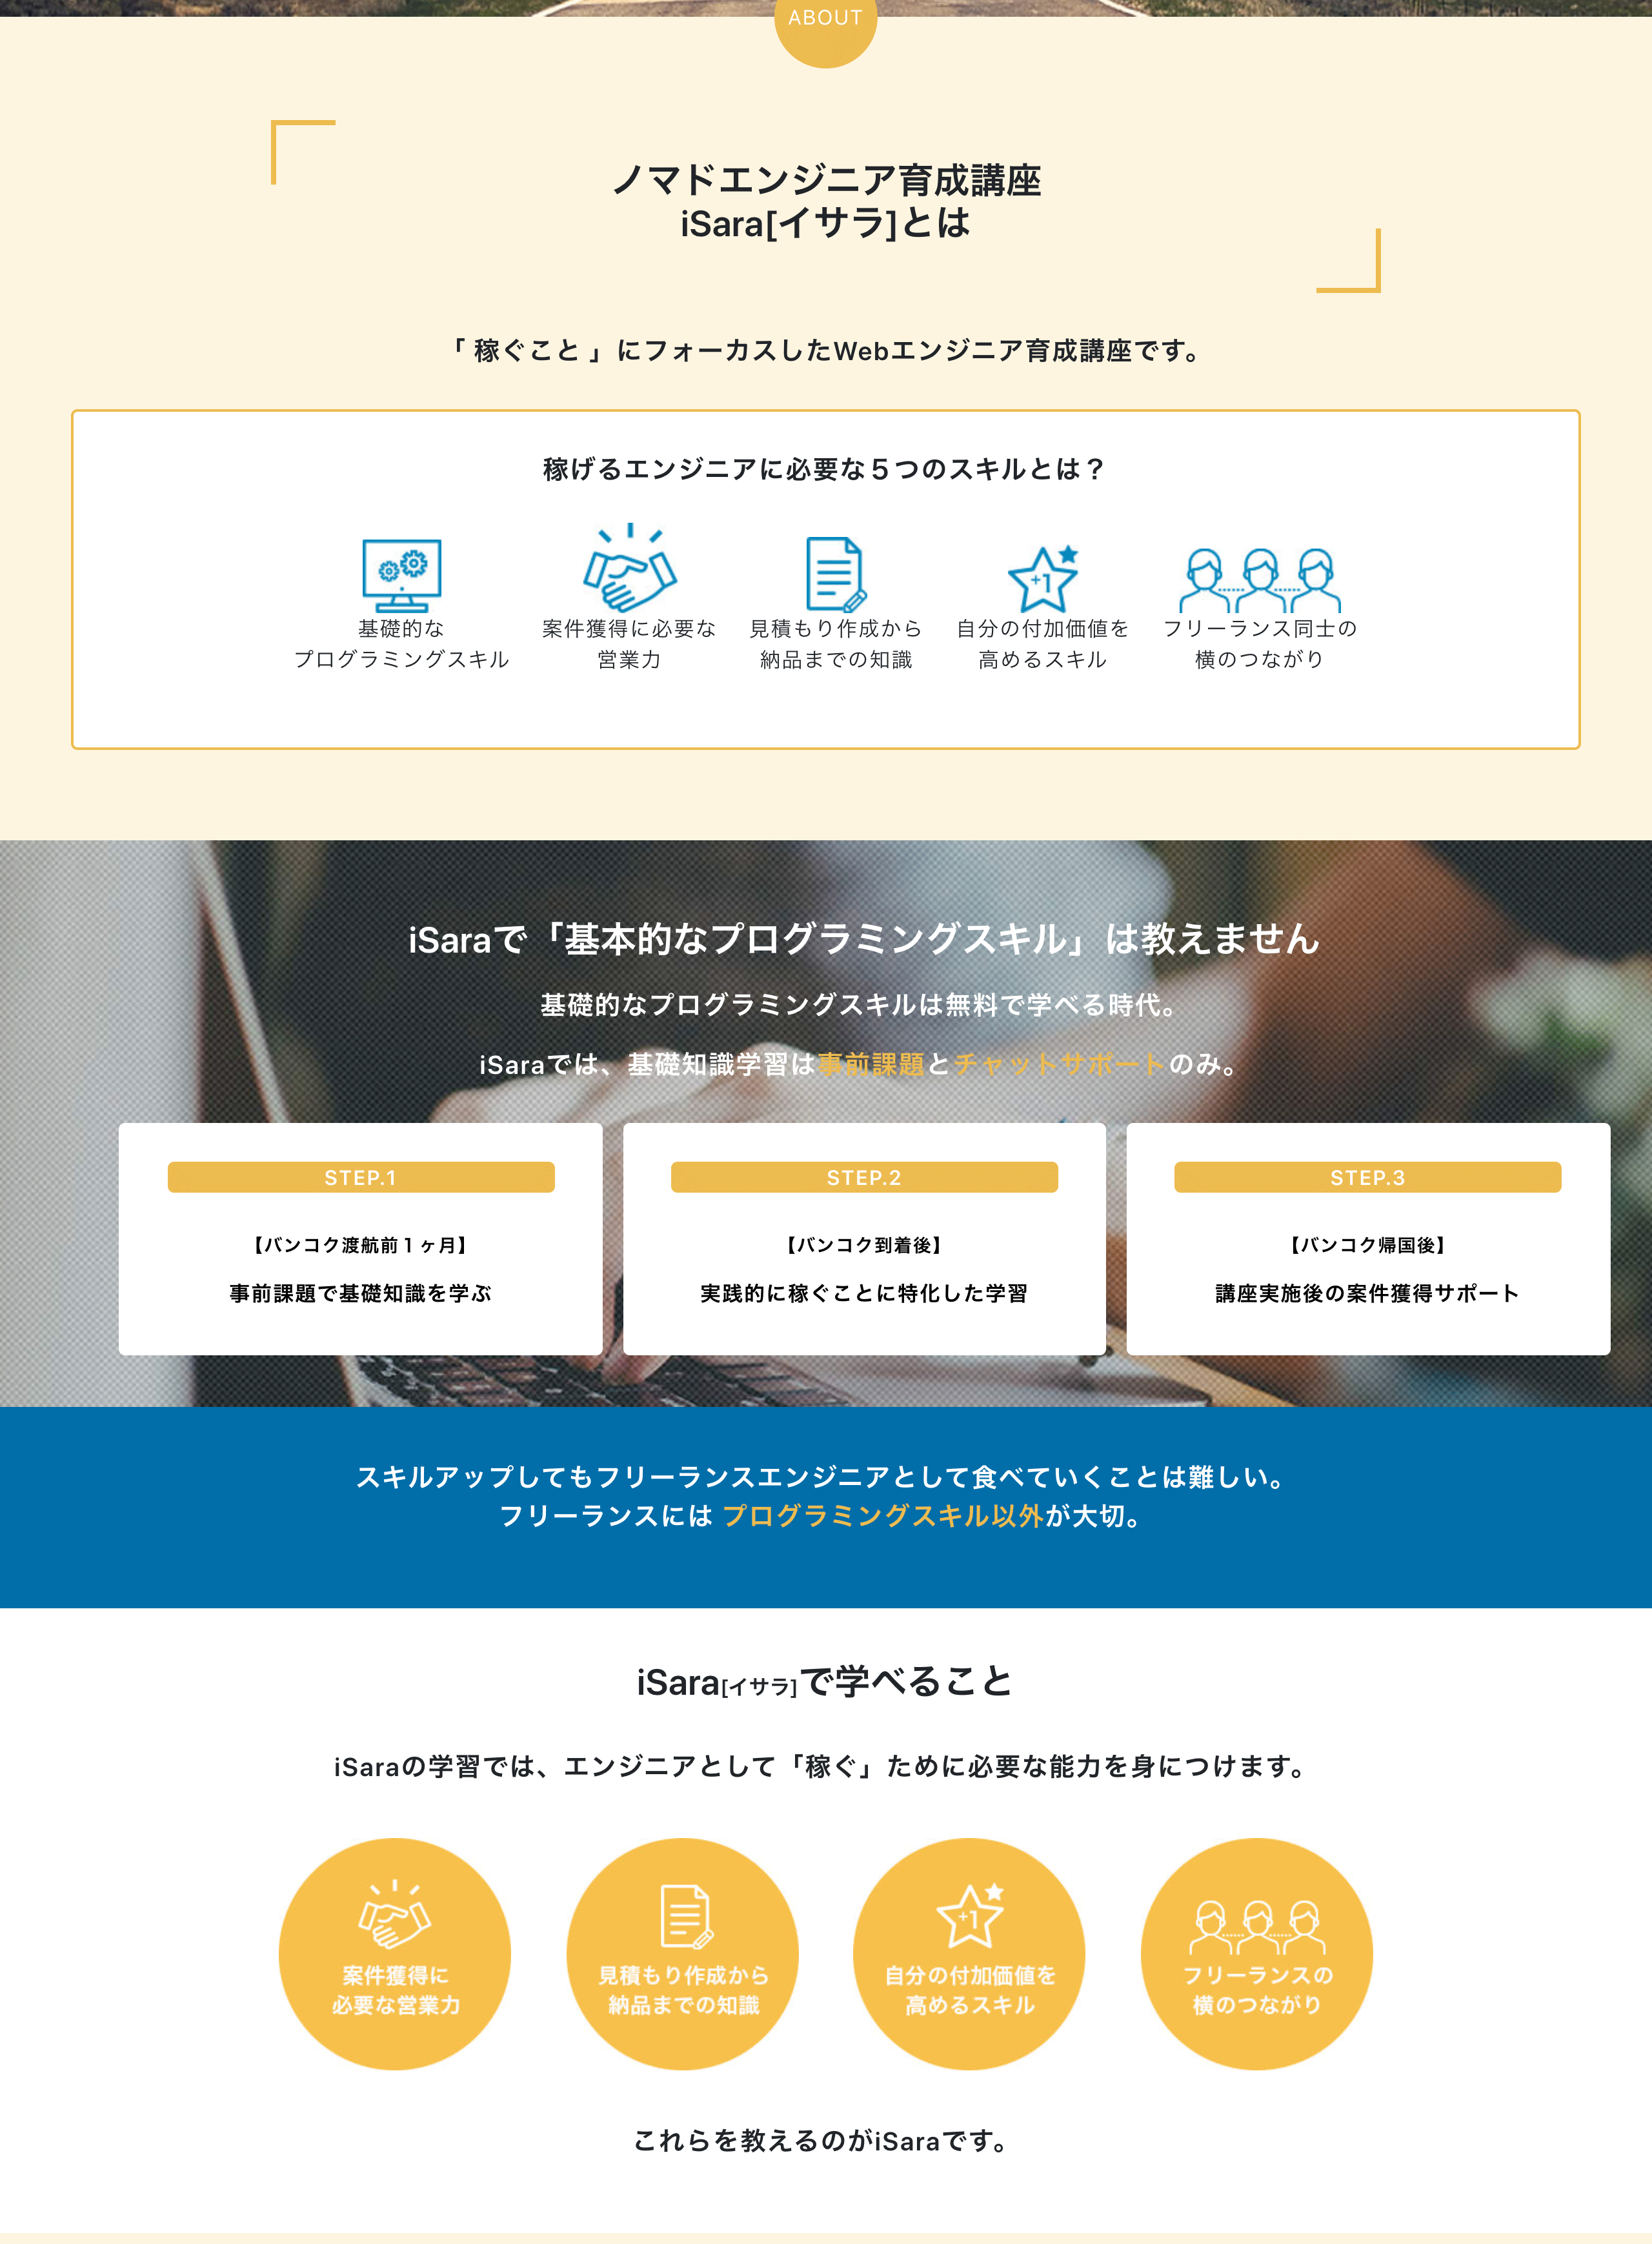 ABOUT
ノマドエンジニア育成講座
iSara[イサラ]とは
「 稼ぐこと 」にフォーカスしたWebエンジニア育成講座です。
稼げるエンジニアに必要な５つのスキルとは？
基礎的な
プログラミングスキル
案件獲得に必要な
営業力
見積もり作成から
納品までの知識
+1
自分の付加価値を
高めるスキル
フリーランス同士の
横のつながり
iSaraで「基本的なプログラミングスキル」は教えません
基礎的なプログラミングスキルは無料で学べる時代。
iSaraでは、基礎知識学習は事前課題とチャットサポートのみ。
STEP.1
【バンコク渡航前１ヶ月】
事前課題で基礎知識を学ぶ
STEP.2
【バンコク到着後】
実践的に稼ぐことに特化した学習
STEP.3
【バンコク帰国後】
講座実施後の案件獲得サポート
スキルアップしてもフリーランスエンジニアとして食べていくことは難しい。
フリーランスには プログラミングスキル以外が大切。
iSara[イサラ]で学べること
iSaraの学習では、エンジニアとして「稼ぐ」ために必要な能力を身につけます。
案件獲得に
必要な営業力
見積もり作成から
納品までの知識
+1
自分の付加価値を
高めるスキル
フリーランスの
横のつながり
これらを教えるのがiSaraです。